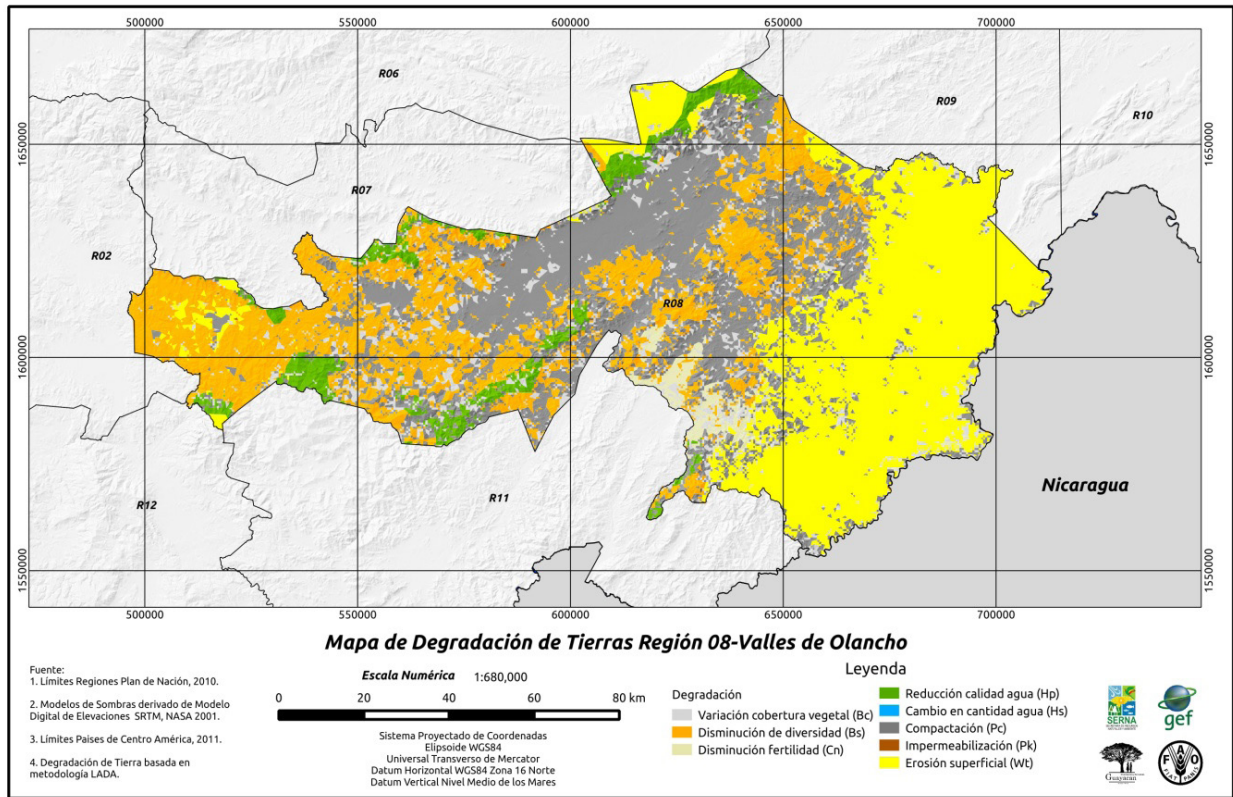 500000 550000 600000 650000 700000
R06
R09
R10
1650000 1650000
R07
R02
R08
1600000 1600000
Nicaragua
R11
R12
1550000 1550000
500000 550000 600000 650000 700000
Mapa de Degradación de Tierras Región 08-Valles de Olancho
Fuente:
1. Límites Regiones Plan de Nación, 2010.
2. Modelos de Sombras derivado de Modelo
Digital de Elevaciones SRTM, NASA 2001.
3. Límites Paises de Centro América, 2011.
4. Degradación de Tierra basada en
metodología LADA.
Escala Numérica 1:680,000
0 20 40 60 80 km
Sistema Proyectado de Coordenadas
Elipsoide WGS84
Universal Transverso de Mercator
Datum Horizontal WGS84 Zona 16 Norte
Datum Vertical Nivel Medio de los Mares
Leyenda
Degradación
Variación cobertura vegetal (Bc)
Disminución de diversidad (Bs)
Disminución fertilidad (Cn)
Reducción calidad agua (Hp)
Cambio en cantidad agua (Hs)
Compactación (Pc)
Impermeabilización (Pk)
Erosión superficial (Wt)
SERNA
gef
Guayacán
FAO
FIAT PANIS